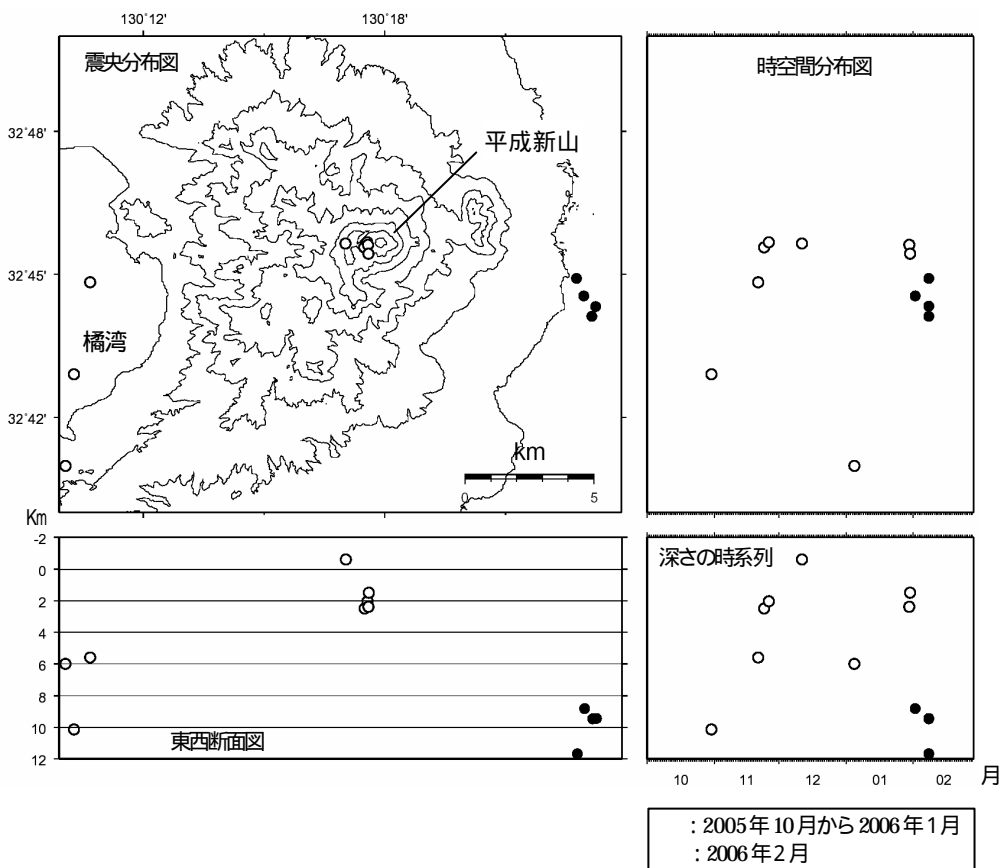 130°12'
130°18'
震央分布図
時空間分布図
32°48'
平成新山
32°45'
橘湾
32°42'
km
0
5
Km
-2
0
2
4
6
8
10
12
東西断面図
深さの時系列
10
11
12
01
02
月
: 2005年10月から2006年1月
: 2006年2月